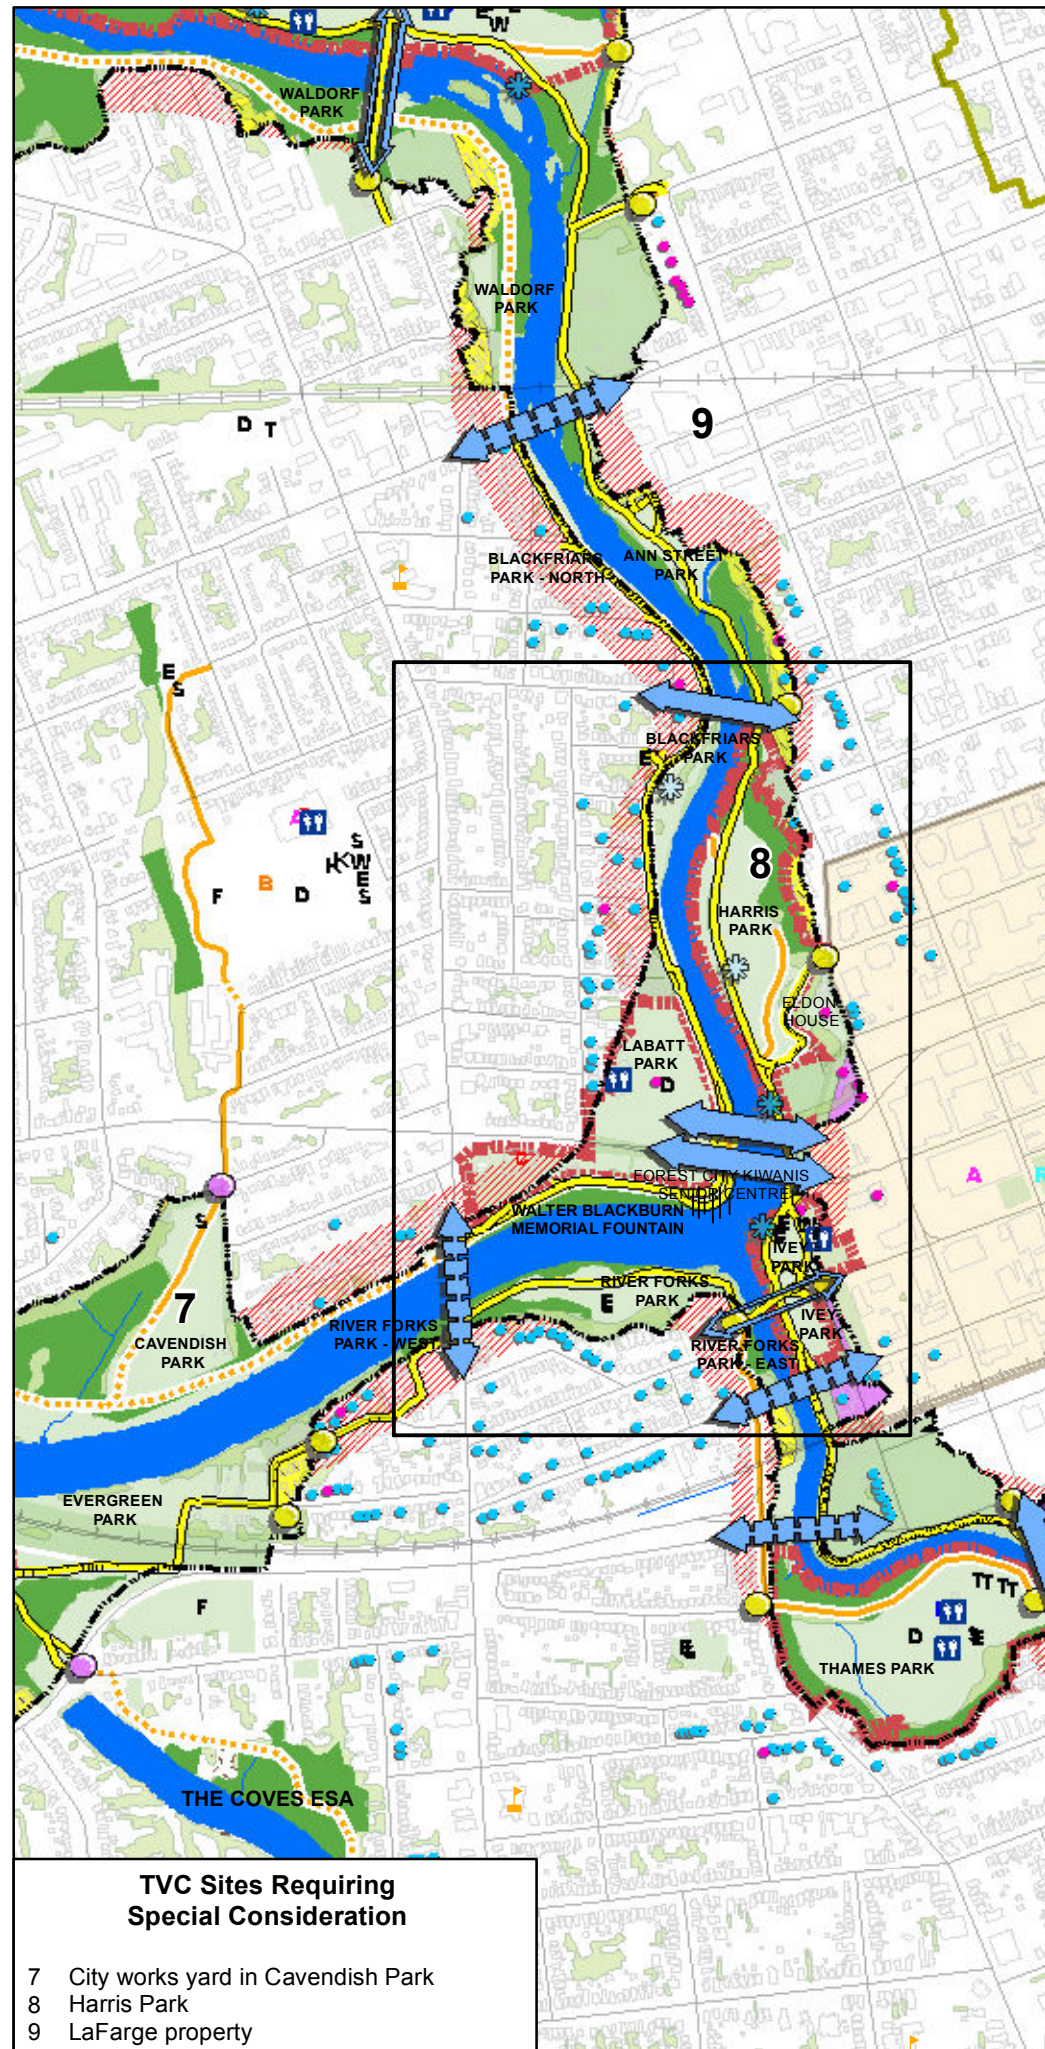 W
WALDORF
PARK
WALDORF
PARK
9
D T
BLACKFRIARS
PARK - NORTH
ANN STREET
PARK
E
S
BLACKFRIARS
PARK
E
8
A
S
K
W
E
S
F
B
D
HARRIS
PARK
ELDON
HOUSE
LABATT
PARK
D
C
FOREST CITY KIWANIS
SENIOR CENTRE
A
R
S
WALTER BLACKBURN
MEMORIAL FOUNTAIN
IVEY
PARK
RIVER FORKS
PARK
E
7
CAVENDISH
PARK
RIVER FORKS
PARK - WEST
IVEY
PARK
RIVER FORKS
PARK - EAST
EVERGREEN
PARK
F
TT TT
D
E
THAMES PARK
THE COVES ESA
TVC Sites Requiring
Special Consideration
7 City works yard in Cavendish Park
8 Harris Park
9 LaFarge property